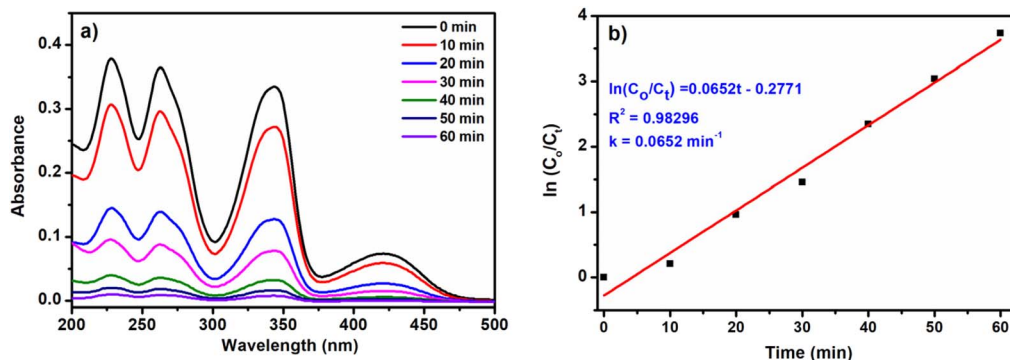 a)
0 min
10 min
20 min
30 min
40 min
50 min
60 min
0.4
0.3
0.2
0.1
0.0
Absorbance
200 250 300 350 400 450 500
Wavelength (nm)
b)
ln(Co/Ct) =0.0652t - 0.2771
R² = 0.98296
k = 0.0652 min⁻¹
4
3
2
1
0
ln (Co/Ct)
0 10 20 30 40 50 60
Time (min)